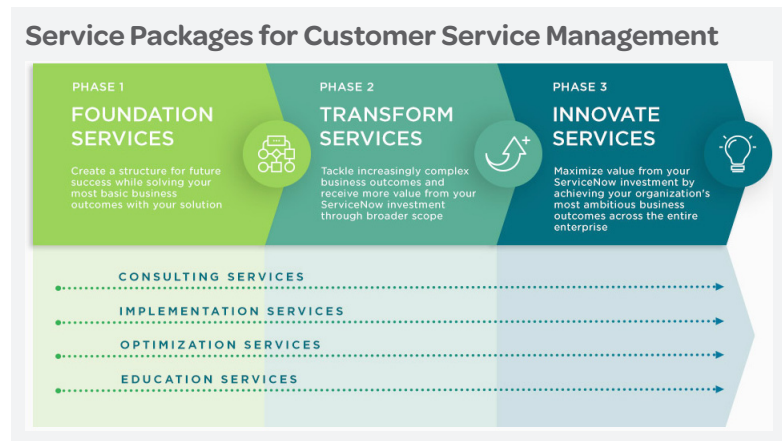 Service Packages for Customer Service Management
PHASE 1
FOUNDATION
SERVICES
Create a structure for future
success while solving your
most basic business
outcomes with your solution
PHASE 2
TRANSFORM
SERVICES
Tackle increasingly complex
business outcomes and
receive more value from your
ServiceNow investment
through broader scope
PHASE 3
INNOVATE
SERVICES
Maximize value from your
ServiceNow investment by
achieving your organization's
most ambitious business
outcomes across the entire
enterprise
CONSULTING SERVICES
IMPLEMENTATION SERVICES
OPTIMIZATION SERVICES
EDUCATION SERVICES